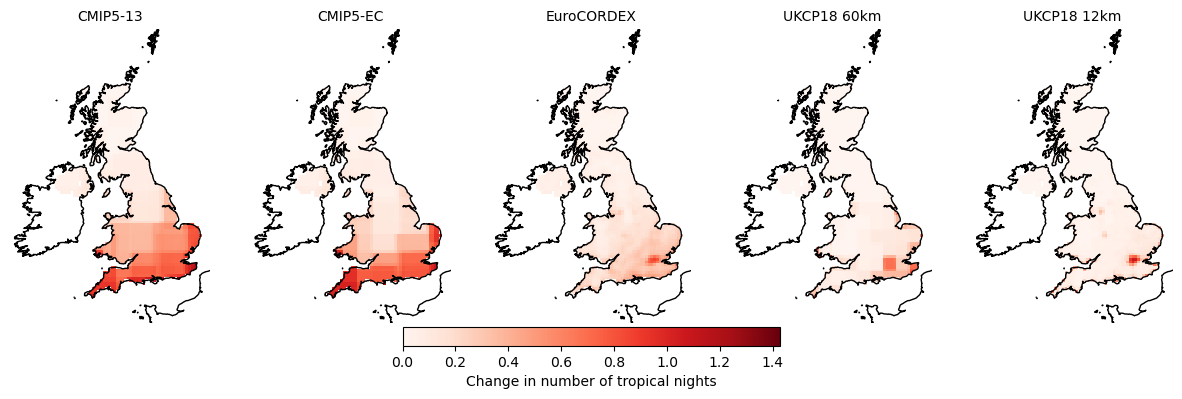 CMIP5-13
CMIP5-EC
EuroCORDEX
UKCP18 60km
UKCP18 12km
0.0 0.2 0.4 0.6 0.8 1.0 1.2 1.4
Change in number of tropical nights